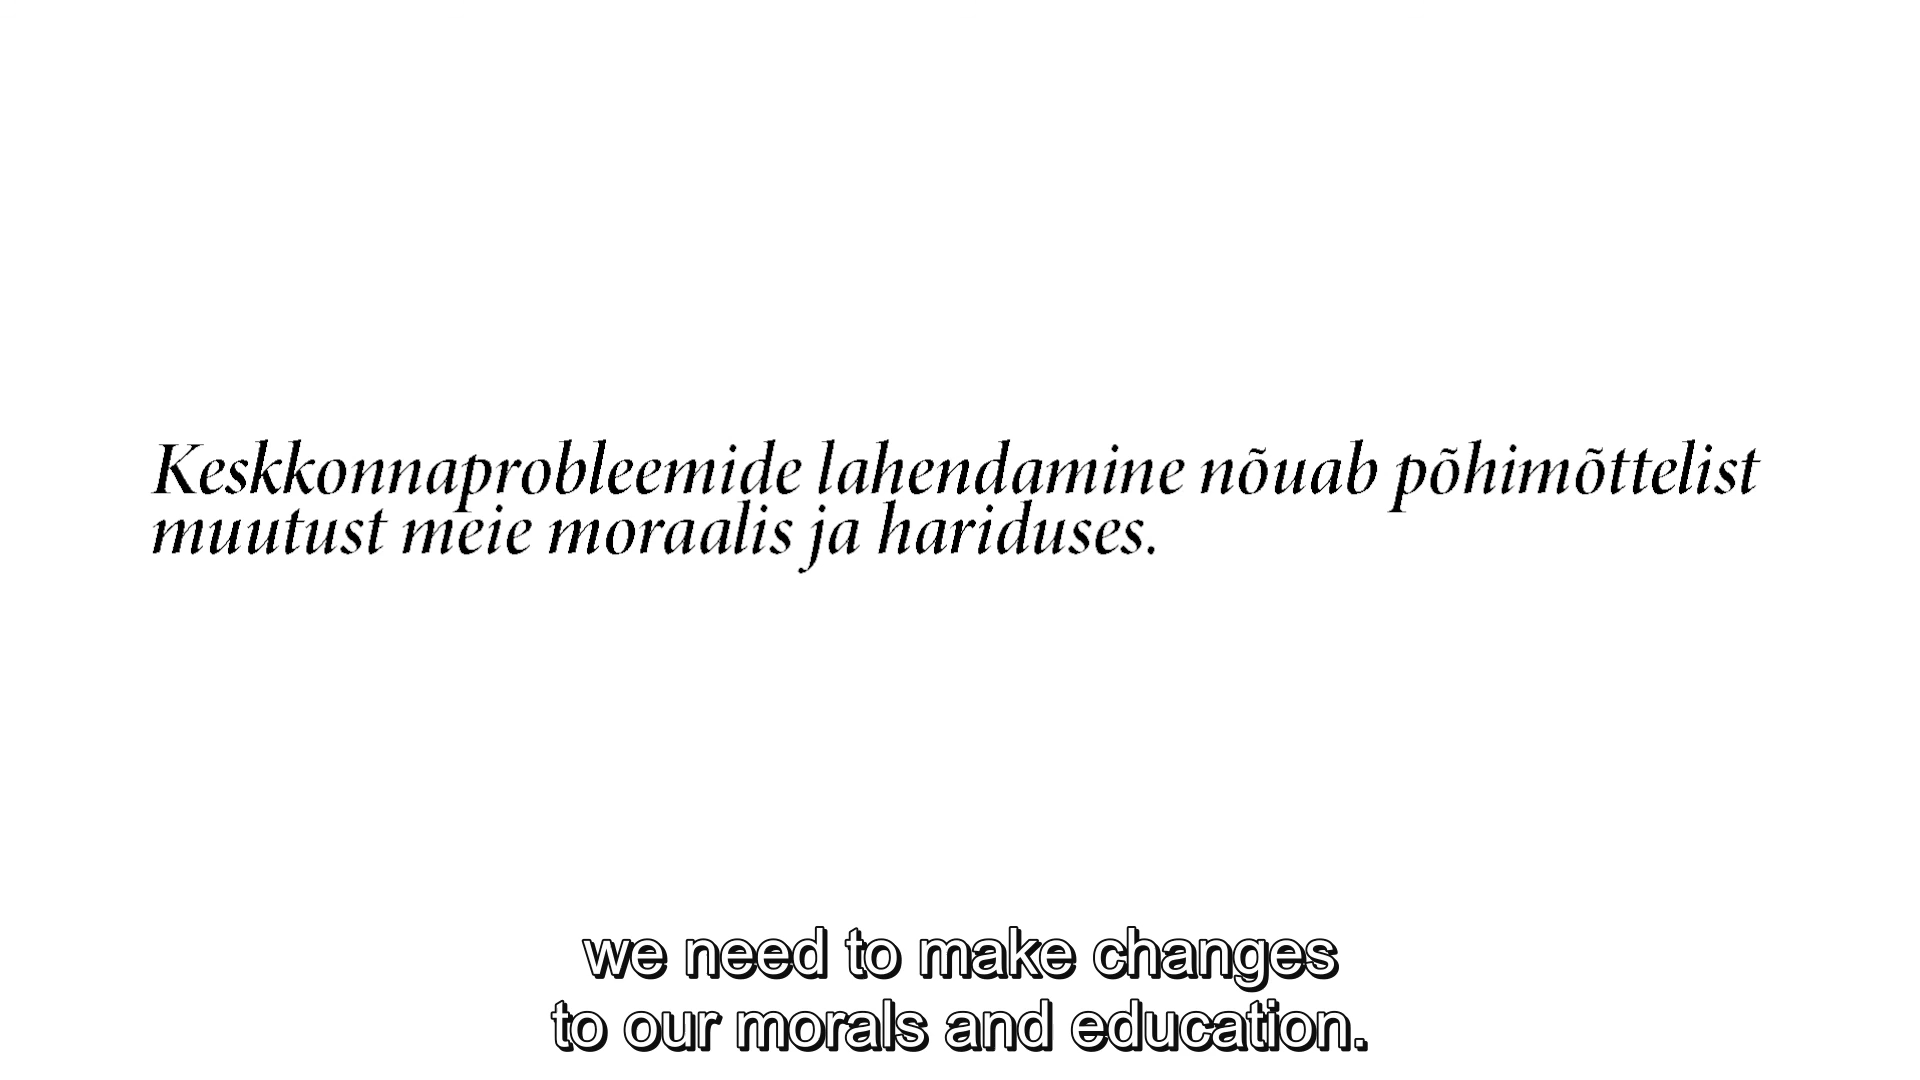 Keskkonnaprobleemide lahendamine nõuab põhimõttelist
muutust meie moraalis ja hariduses.
we need to make changes
to our morals and education.